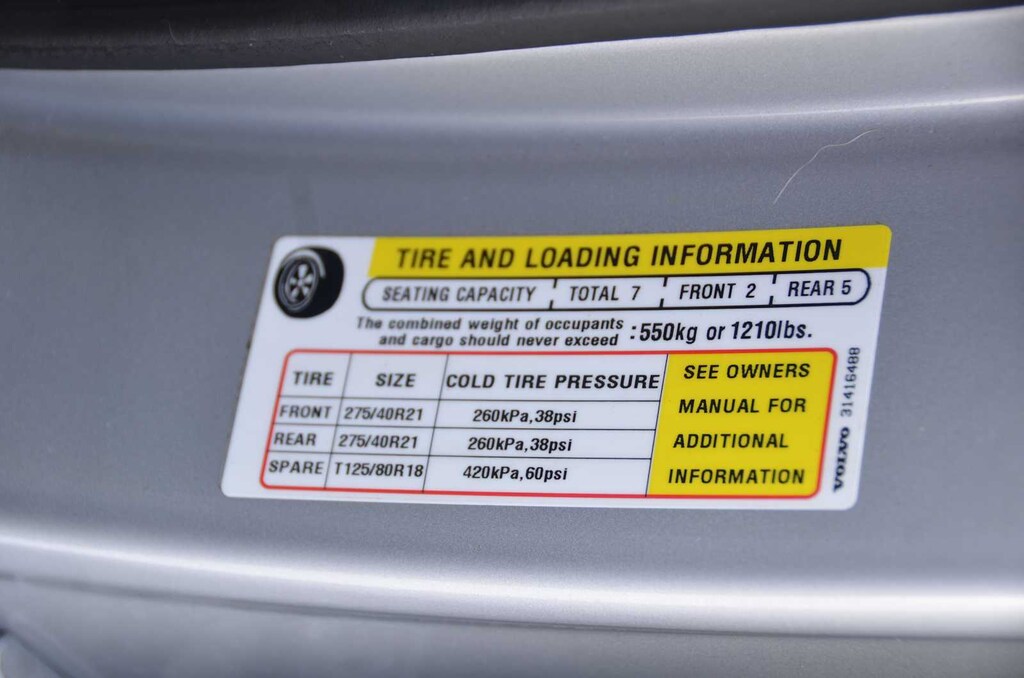 TIRE AND LOADING INFORMATION
SEATING CAPACITY TOTAL 7 FRONT 2 REAR 5
The combined weight of occupants
and cargo should never exceed :550kg or 1210lbs.
TIRE SIZE COLD TIRE PRESSURE
FRONT 275/40R21 260kPa,38psi
REAR 275/40R21 260kPa,38psi
SPARE T125/80R18 420kPa,60psi
SEE OWNERS
MANUAL FOR
ADDITIONAL
INFORMATION
VOLVO 31416488